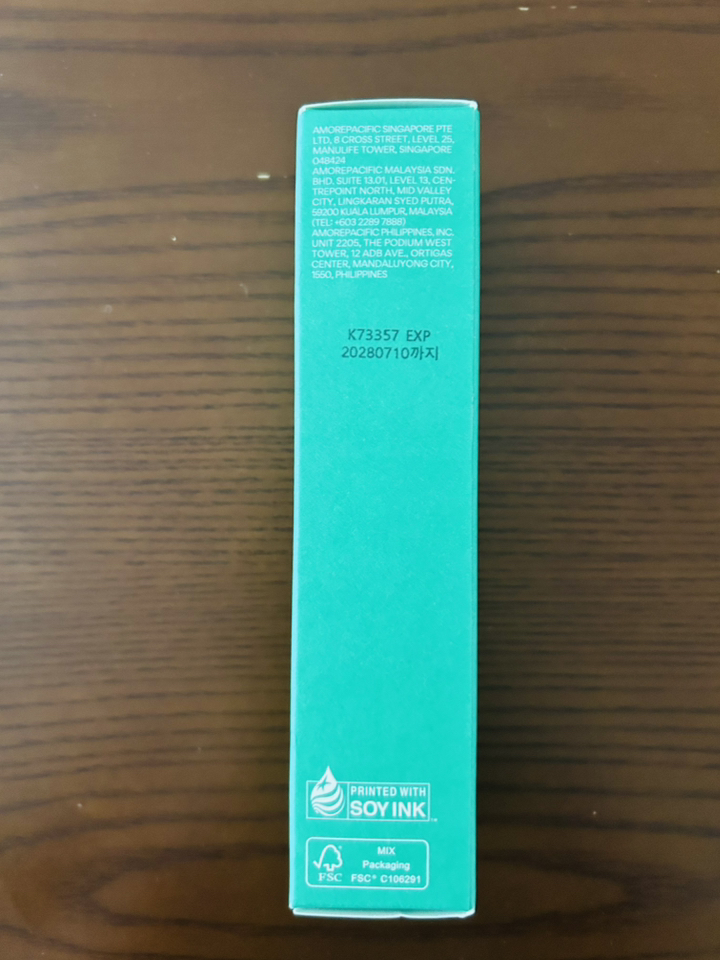 AMOREPACIFIC SINGAPORE PTE
LTD, 8 CROSS STREET, LEVEL 25,
MANULIFE TOWER, SINGAPORE
048424
AMOREPACIFIC MALAYSIA SDN.
BHD. SUITE 13.01, LEVEL 13, CEN-
TREPOINT NORTH, MID VALLEY
CITY, LINGKARAN SYED PUTRA,
59200 KUALA LUMPUR, MALAYSIA
(TEL: +603 2289 7888)
AMOREPACIFIC PHILIPPINES, INC.
UNIT 2205, THE PODIUM WEST
TOWER, 12 ADB AVE., ORTIGAS
CENTER, MANDALUYONG CITY,
1550, PHILIPPINES
K73357 EXP
20280710까지
PRINTED WITH
SOY INK™
MIX
Packaging
FSC FSC® C106291